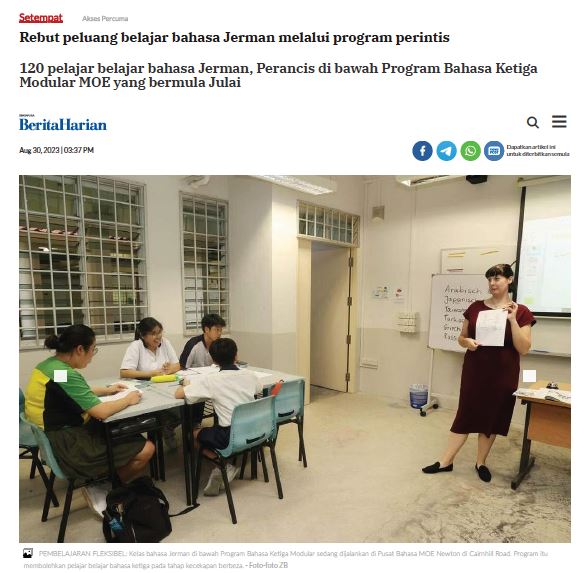 Setempat Akses Percuma
Rebut peluang belajar bahasa Jerman melalui program perintis
120 pelajar belajar bahasa Jerman, Perancis di bawah Program Bahasa Ketiga
Modular MOE yang bermula Julai
BeritaHarian
Aug 30, 2023 | 03:37 PM
Dapatkan artikel ini
untuk diterbitkan semula
Arabisch
Japanisch
PEMBELAJARAN FLEKSIBEL: Kelas bahasa Jerman di bawah Program Bahasa Ketiga Modular sedang dijalankan di Pusat Bahasa MOE Newton di Cairnhill Road. Program itu
membolehkan pelajar belajar bahasa ketiga pada tahap kecekapan berbeza. - Foto-foto ZB